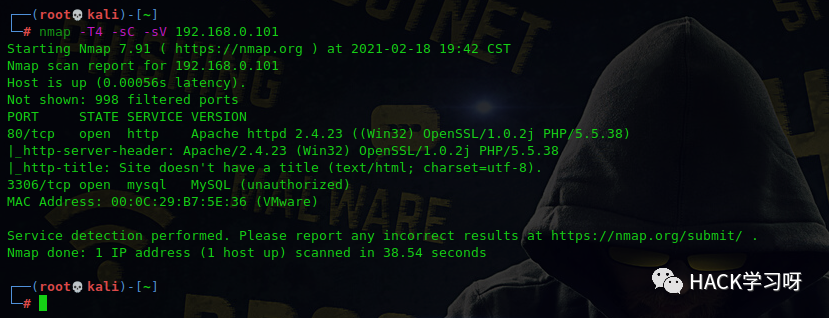 ┌──(root💀kali)-[~]
└─# nmap -T4 -sC -sV 192.168.0.101
Starting Nmap 7.91 ( https://nmap.org ) at 2021-02-18 19:42 CST
Nmap scan report for 192.168.0.101
Host is up (0.00056s latency).
Not shown: 998 filtered ports
PORT     STATE SERVICE VERSION
80/tcp   open  http    Apache httpd 2.4.23 ((Win32) OpenSSL/1.0.2j PHP/5.5.38)
|_http-server-header: Apache/2.4.23 (Win32) OpenSSL/1.0.2j PHP/5.5.38
|_http-title: Site doesn't have a title (text/html; charset=utf-8).
3306/tcp open  mysql   MySQL (unauthorized)
MAC Address: 00:0C:29:B7:5E:36 (VMware)
Service detection performed. Please report any incorrect results at https://nmap.org/submit/ .
Nmap done: 1 IP address (1 host up) scanned in 38.54 seconds
┌──(root💀kali)-[~]
└─#
MALWARE
HACK学习呀